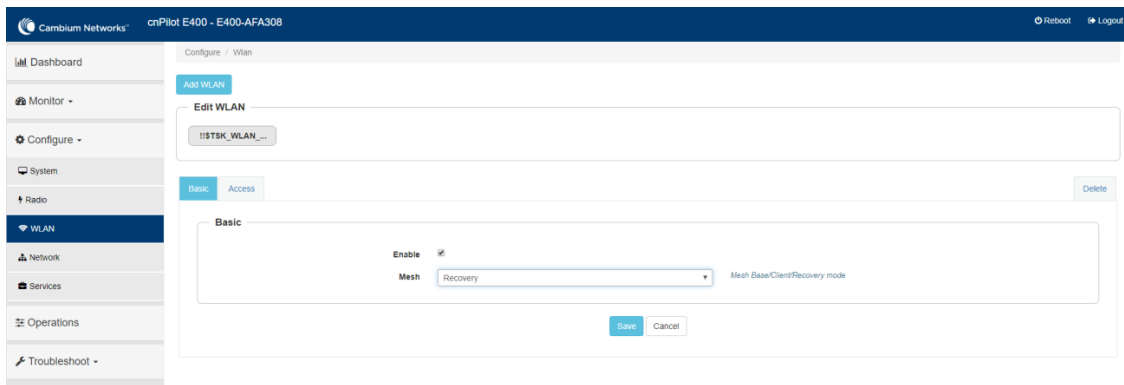 Cambium Networks™ cnPilot E400 - E400-AFA308 Reboot Logout
Dashboard
Monitor
Configure
System
Radio
WLAN
Network
Services
Operations
Troubleshoot
Configure / Wlan
Add WLAN
Edit WLAN
!!$TSK_WLAN_...
Basic Access Delete
Basic
Enable
Mesh Recovery Mesh Base/Client/Recovery mode
Save Cancel